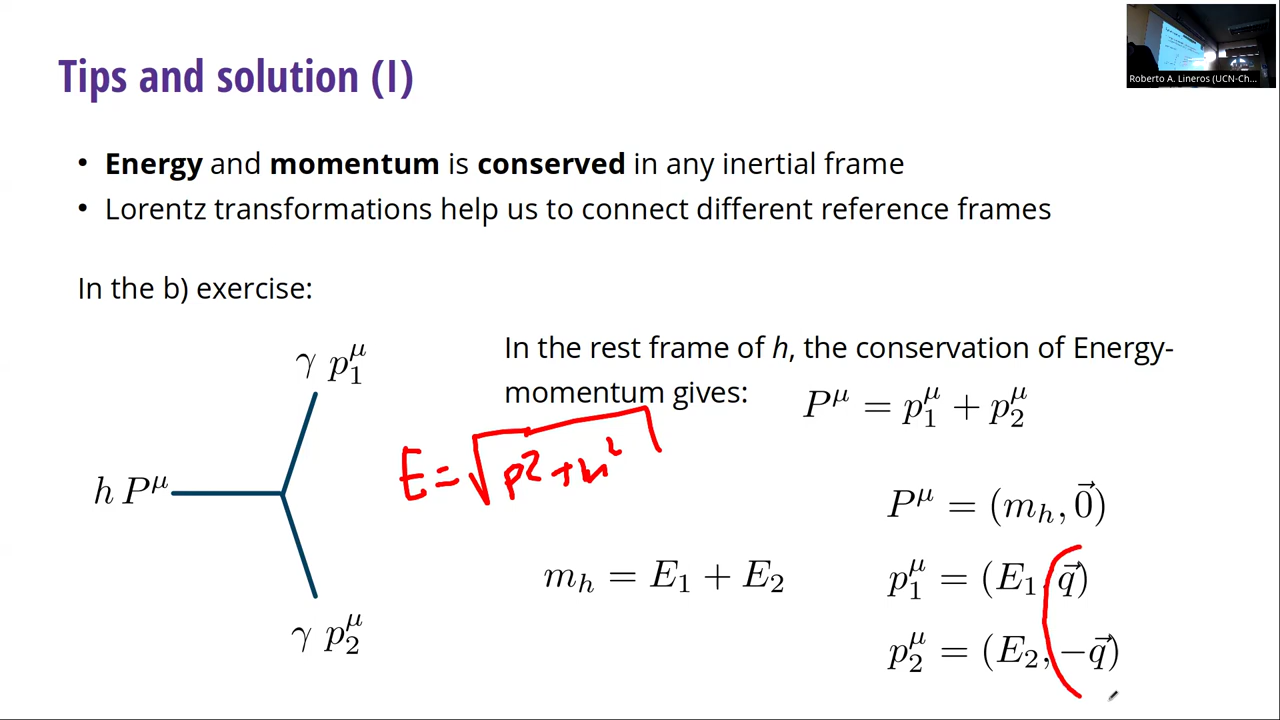 Tips and solution (I)
Roberto A. Lineros (UCN-Ch...
• Energy and momentum is conserved in any inertial frame
• Lorentz transformations help us to connect different reference frames
In the b) exercise:
γ p₁^μ
h P^μ
γ p₂^μ
In the rest frame of h, the conservation of Energy-
momentum gives:
P^μ = p₁^μ + p₂^μ
E = √(p² + m²)
P^μ = (m_h, 0⃗)
m_h = E₁ + E₂
p₁^μ = (E₁, q⃗)
p₂^μ = (E₂, −q⃗)